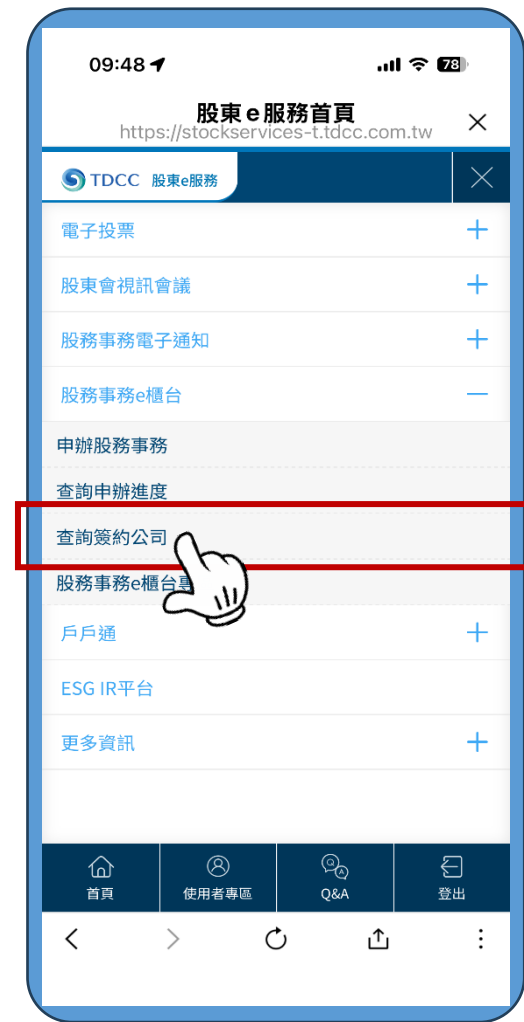 09:48
78
股東e服務首頁
https://stockservices-t.tdcc.com.tw
TDCC 股東e服務
電子投票
股東會視訊會議
股務事務電子通知
股務事務e櫃台
申辦股務事務
查詢申辦進度
查詢簽約公司
股務事務e櫃台專
戶戶通
ESG IR平台
更多資訊
首頁
使用者專區
Q&A
登出